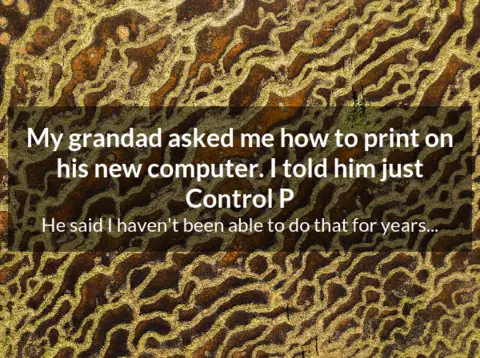 My grandad asked me how to print on
his new computer. I told him just
Control P
He said I haven't been able to do that for years...